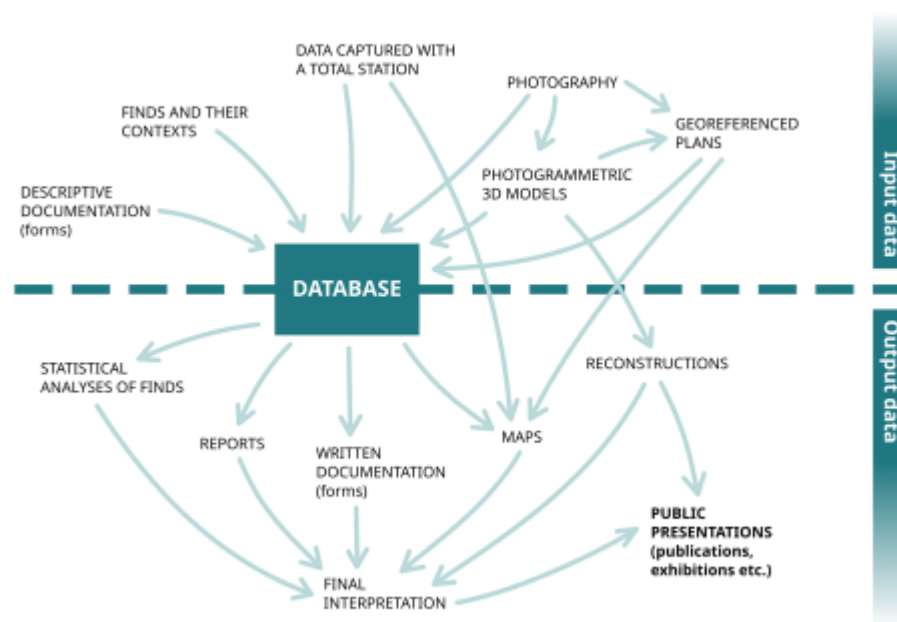 DATA CAPTURED WITH
A TOTAL STATION
PHOTOGRAPHY
FINDS AND THEIR
CONTEXTS
GEOREFERENCED
PLANS
PHOTOGRAMMETRIC
3D MODELS
DESCRIPTIVE
DOCUMENTATION
(forms)
Input data
DATABASE
Output data
STATISTICAL
ANALYSES OF FINDS
RECONSTRUCTIONS
REPORTS
WRITTEN
DOCUMENTATION
(forms)
MAPS
PUBLIC
PRESENTATIONS
(publications,
exhibitions etc.)
FINAL
INTERPRETATION